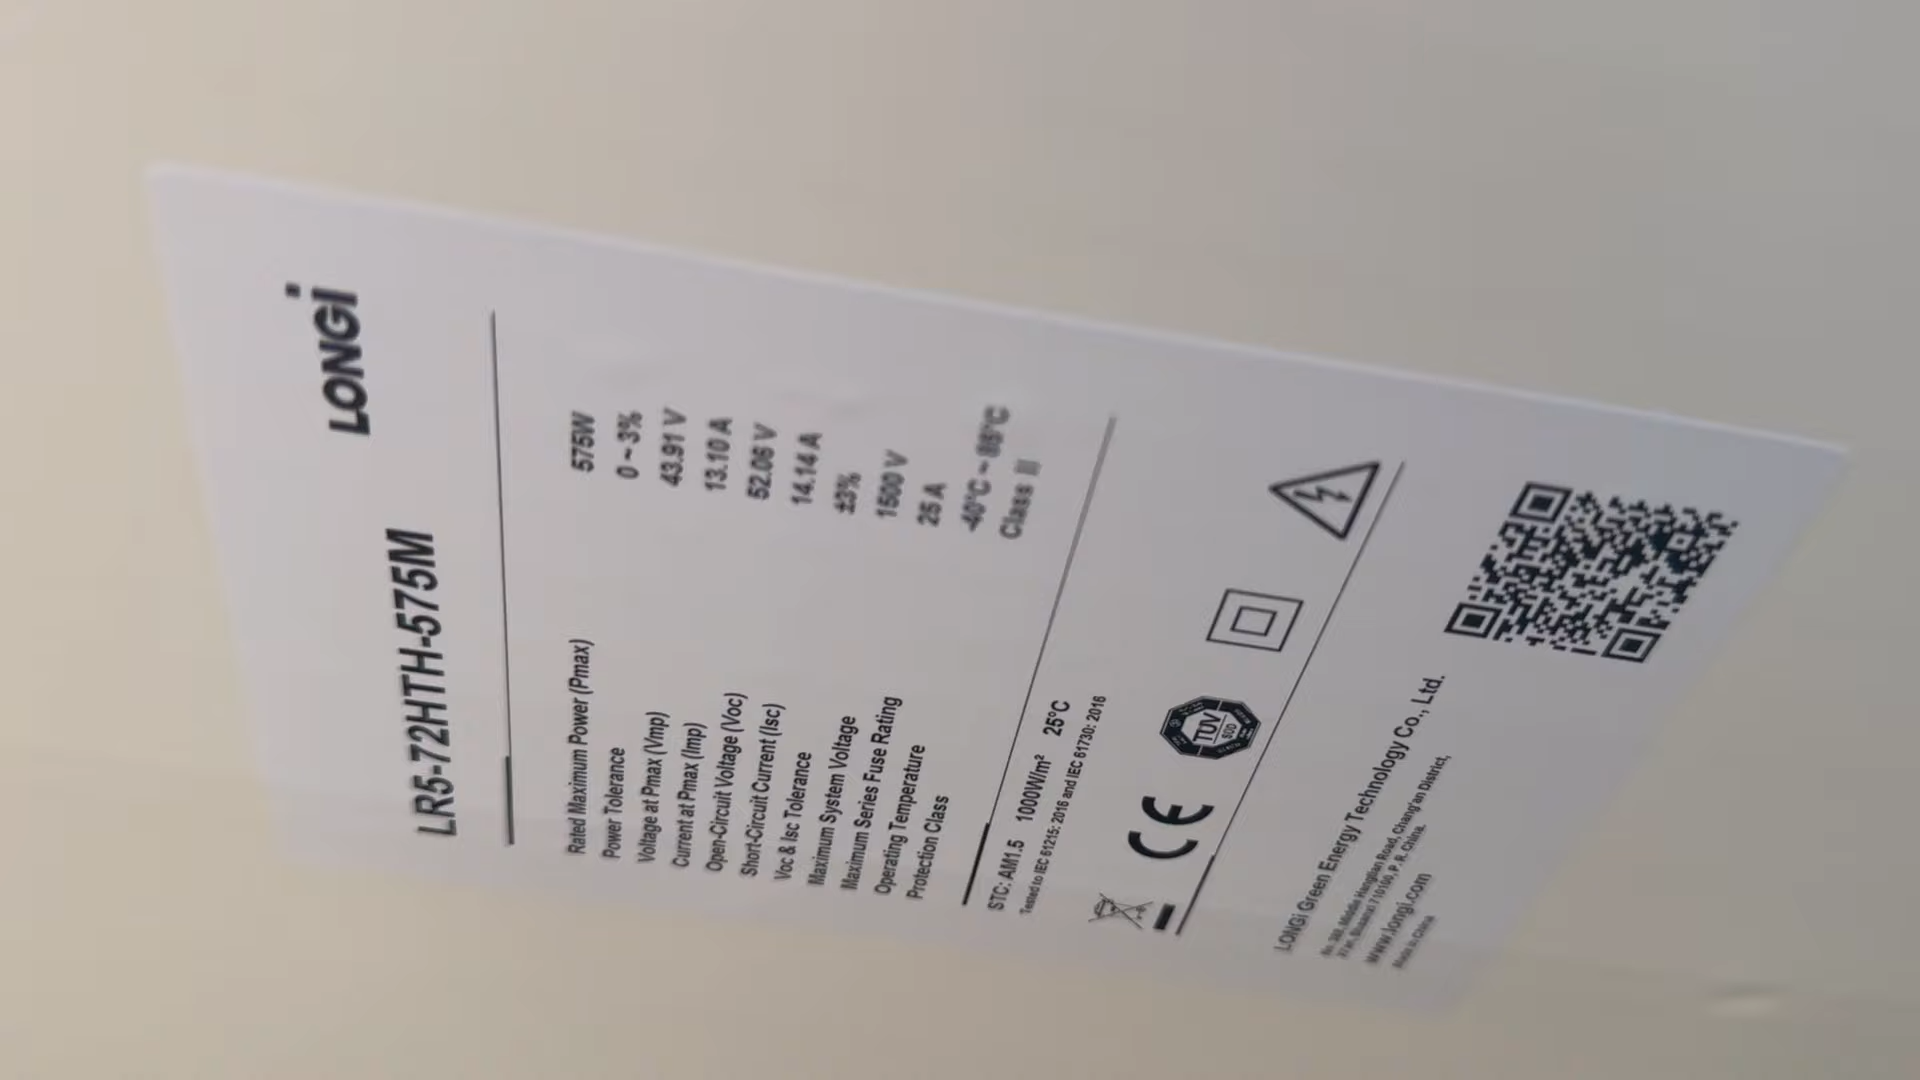 LONGi
LR5-72HTH-575M
Rated Maximum Power (Pmax) 575W
Power Tolerance 0 ~ 3%
Voltage at Pmax (Vmp) 43.91 V
Current at Pmax (Imp) 13.10 A
Open-Circuit Voltage (Voc) 52.06 V
Short-Circuit Current (Isc) 14.14 A
Voc & Isc Tolerance ±3%
Maximum System Voltage 1500 V
Maximum Series Fuse Rating 25 A
Operating Temperature -40°C ~ 85°C
Protection Class Class II
STC: AM1.5 1000W/m² 25°C
Tested to IEC 61215: 2016 and IEC 61730: 2016
CE
TÜV
SÜD
LONGi Green Energy Technology Co., Ltd.
No. 388, Middle Hangtian Road, Chang'an District,
Xi'an, Shaanxi 710100, P. R. China.
www.longi.com
Made in China